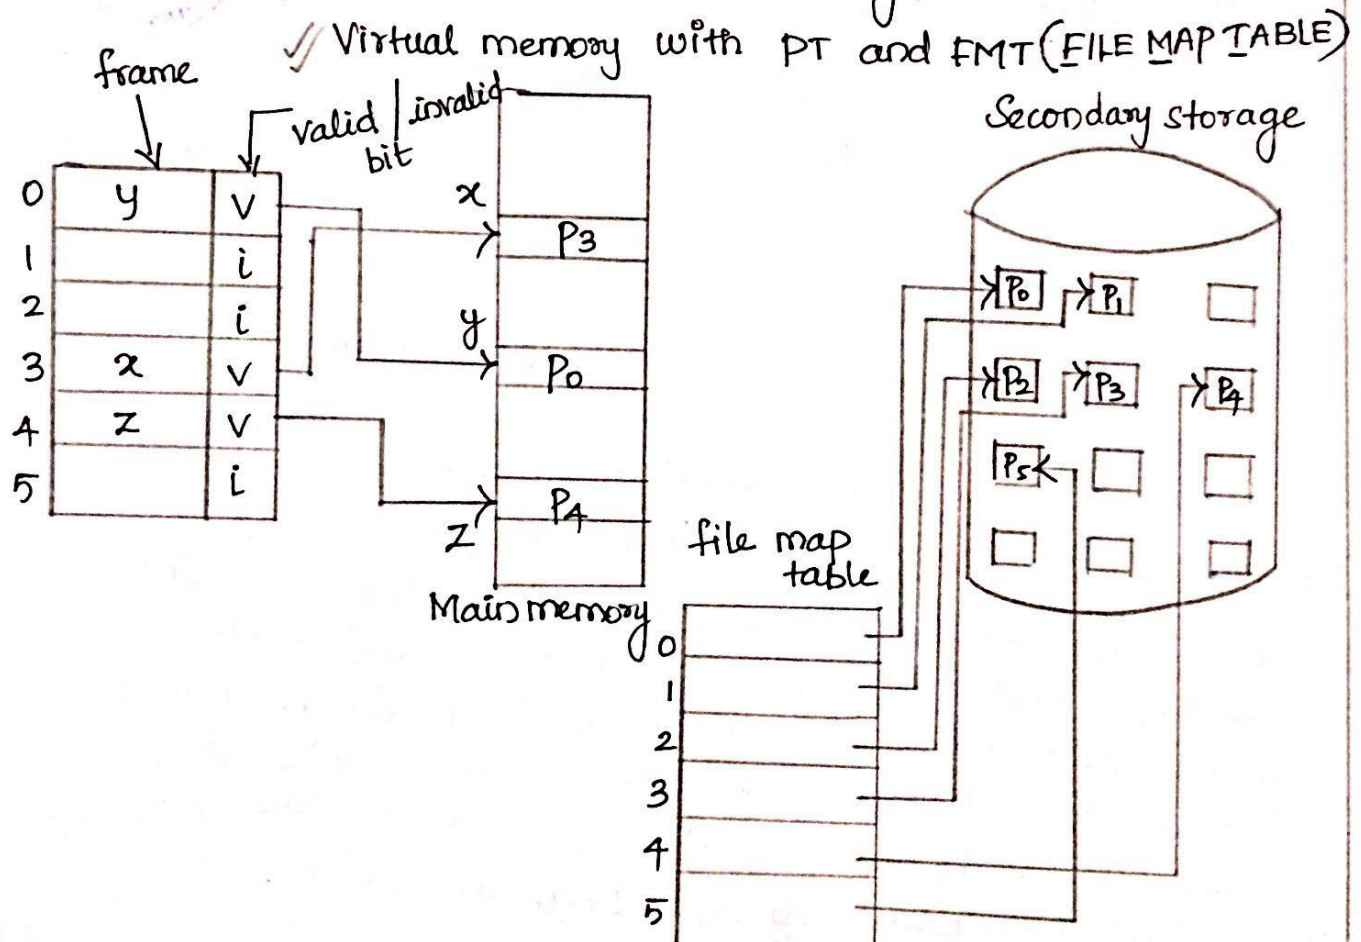 Virtual memory with PT and FMT (FILE MAP TABLE)
frame
valid / invalid
bit
Secondary storage
0 y v
1 i
2 i
3 x v
4 z v
5 i
x
P3
y
P0
P4
z
Main memory
P0 P1
P2 P3 P4
P5
file map
table
0
1
2
3
4
5